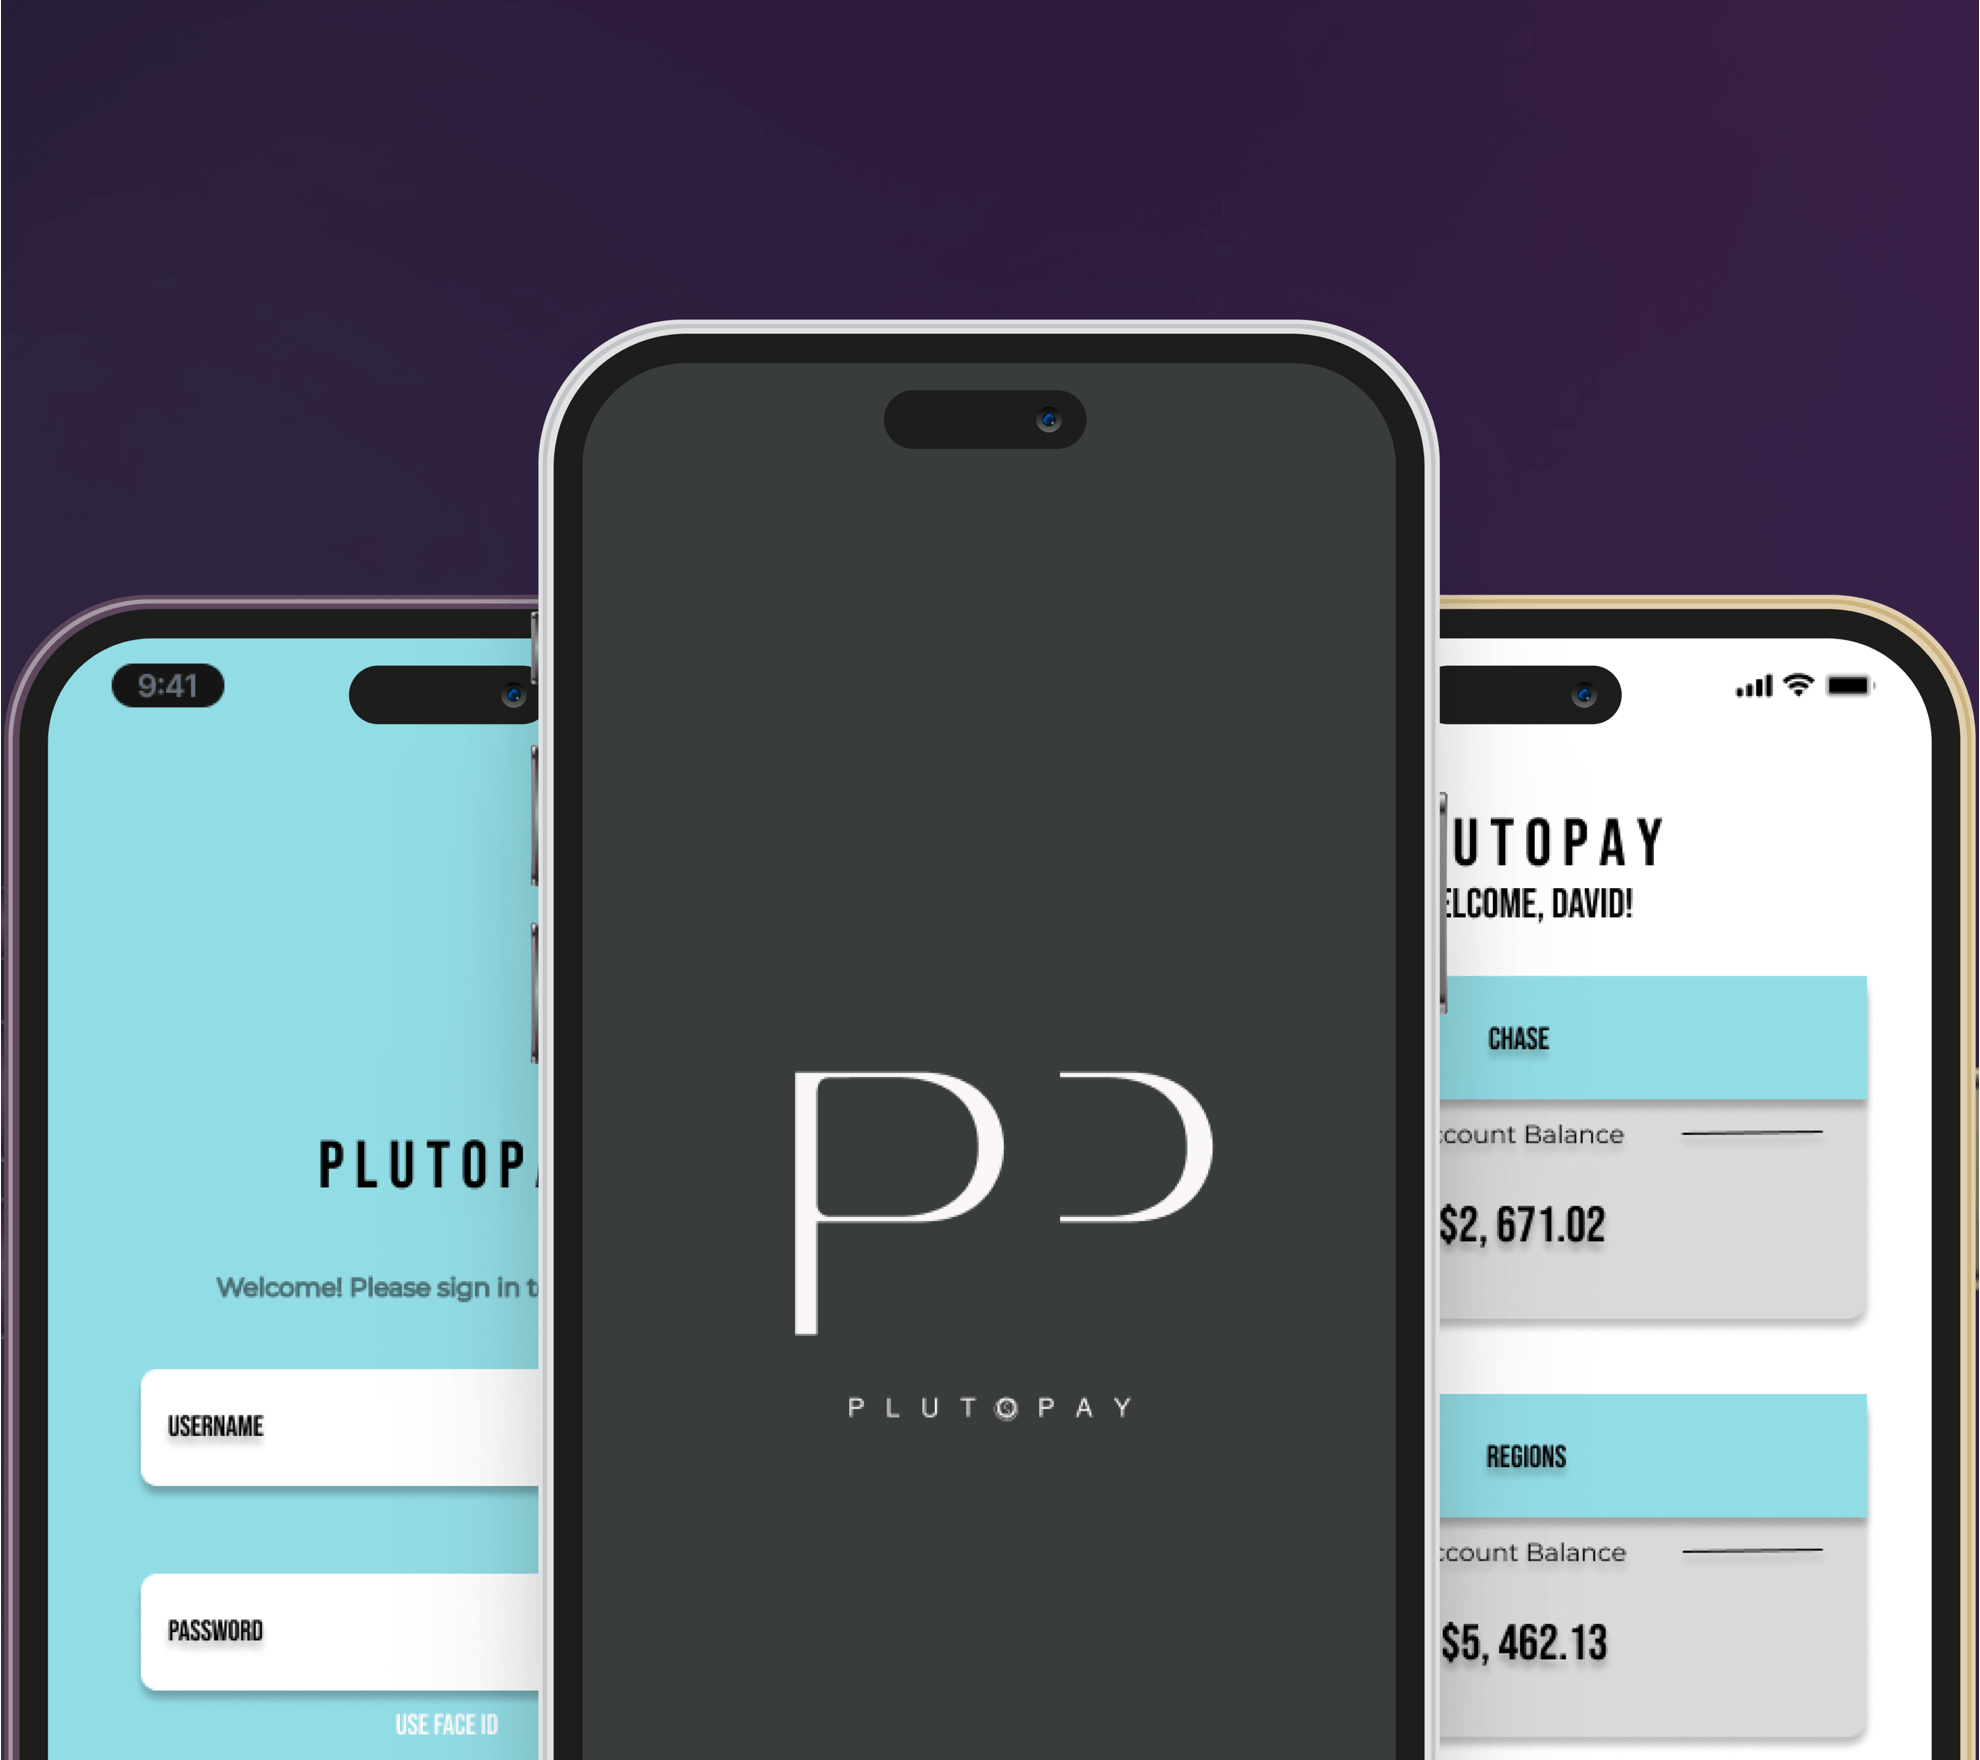 9:41
PLUTOP
Welcome! Please sign in t
USERNAME
PASSWORD
USE FACE ID
PP
PLUTOPAY
UTOPAY
ELCOME, DAVID!
CHASE
ccount Balance
$2, 671.02
REGIONS
ccount Balance
$5, 462.13